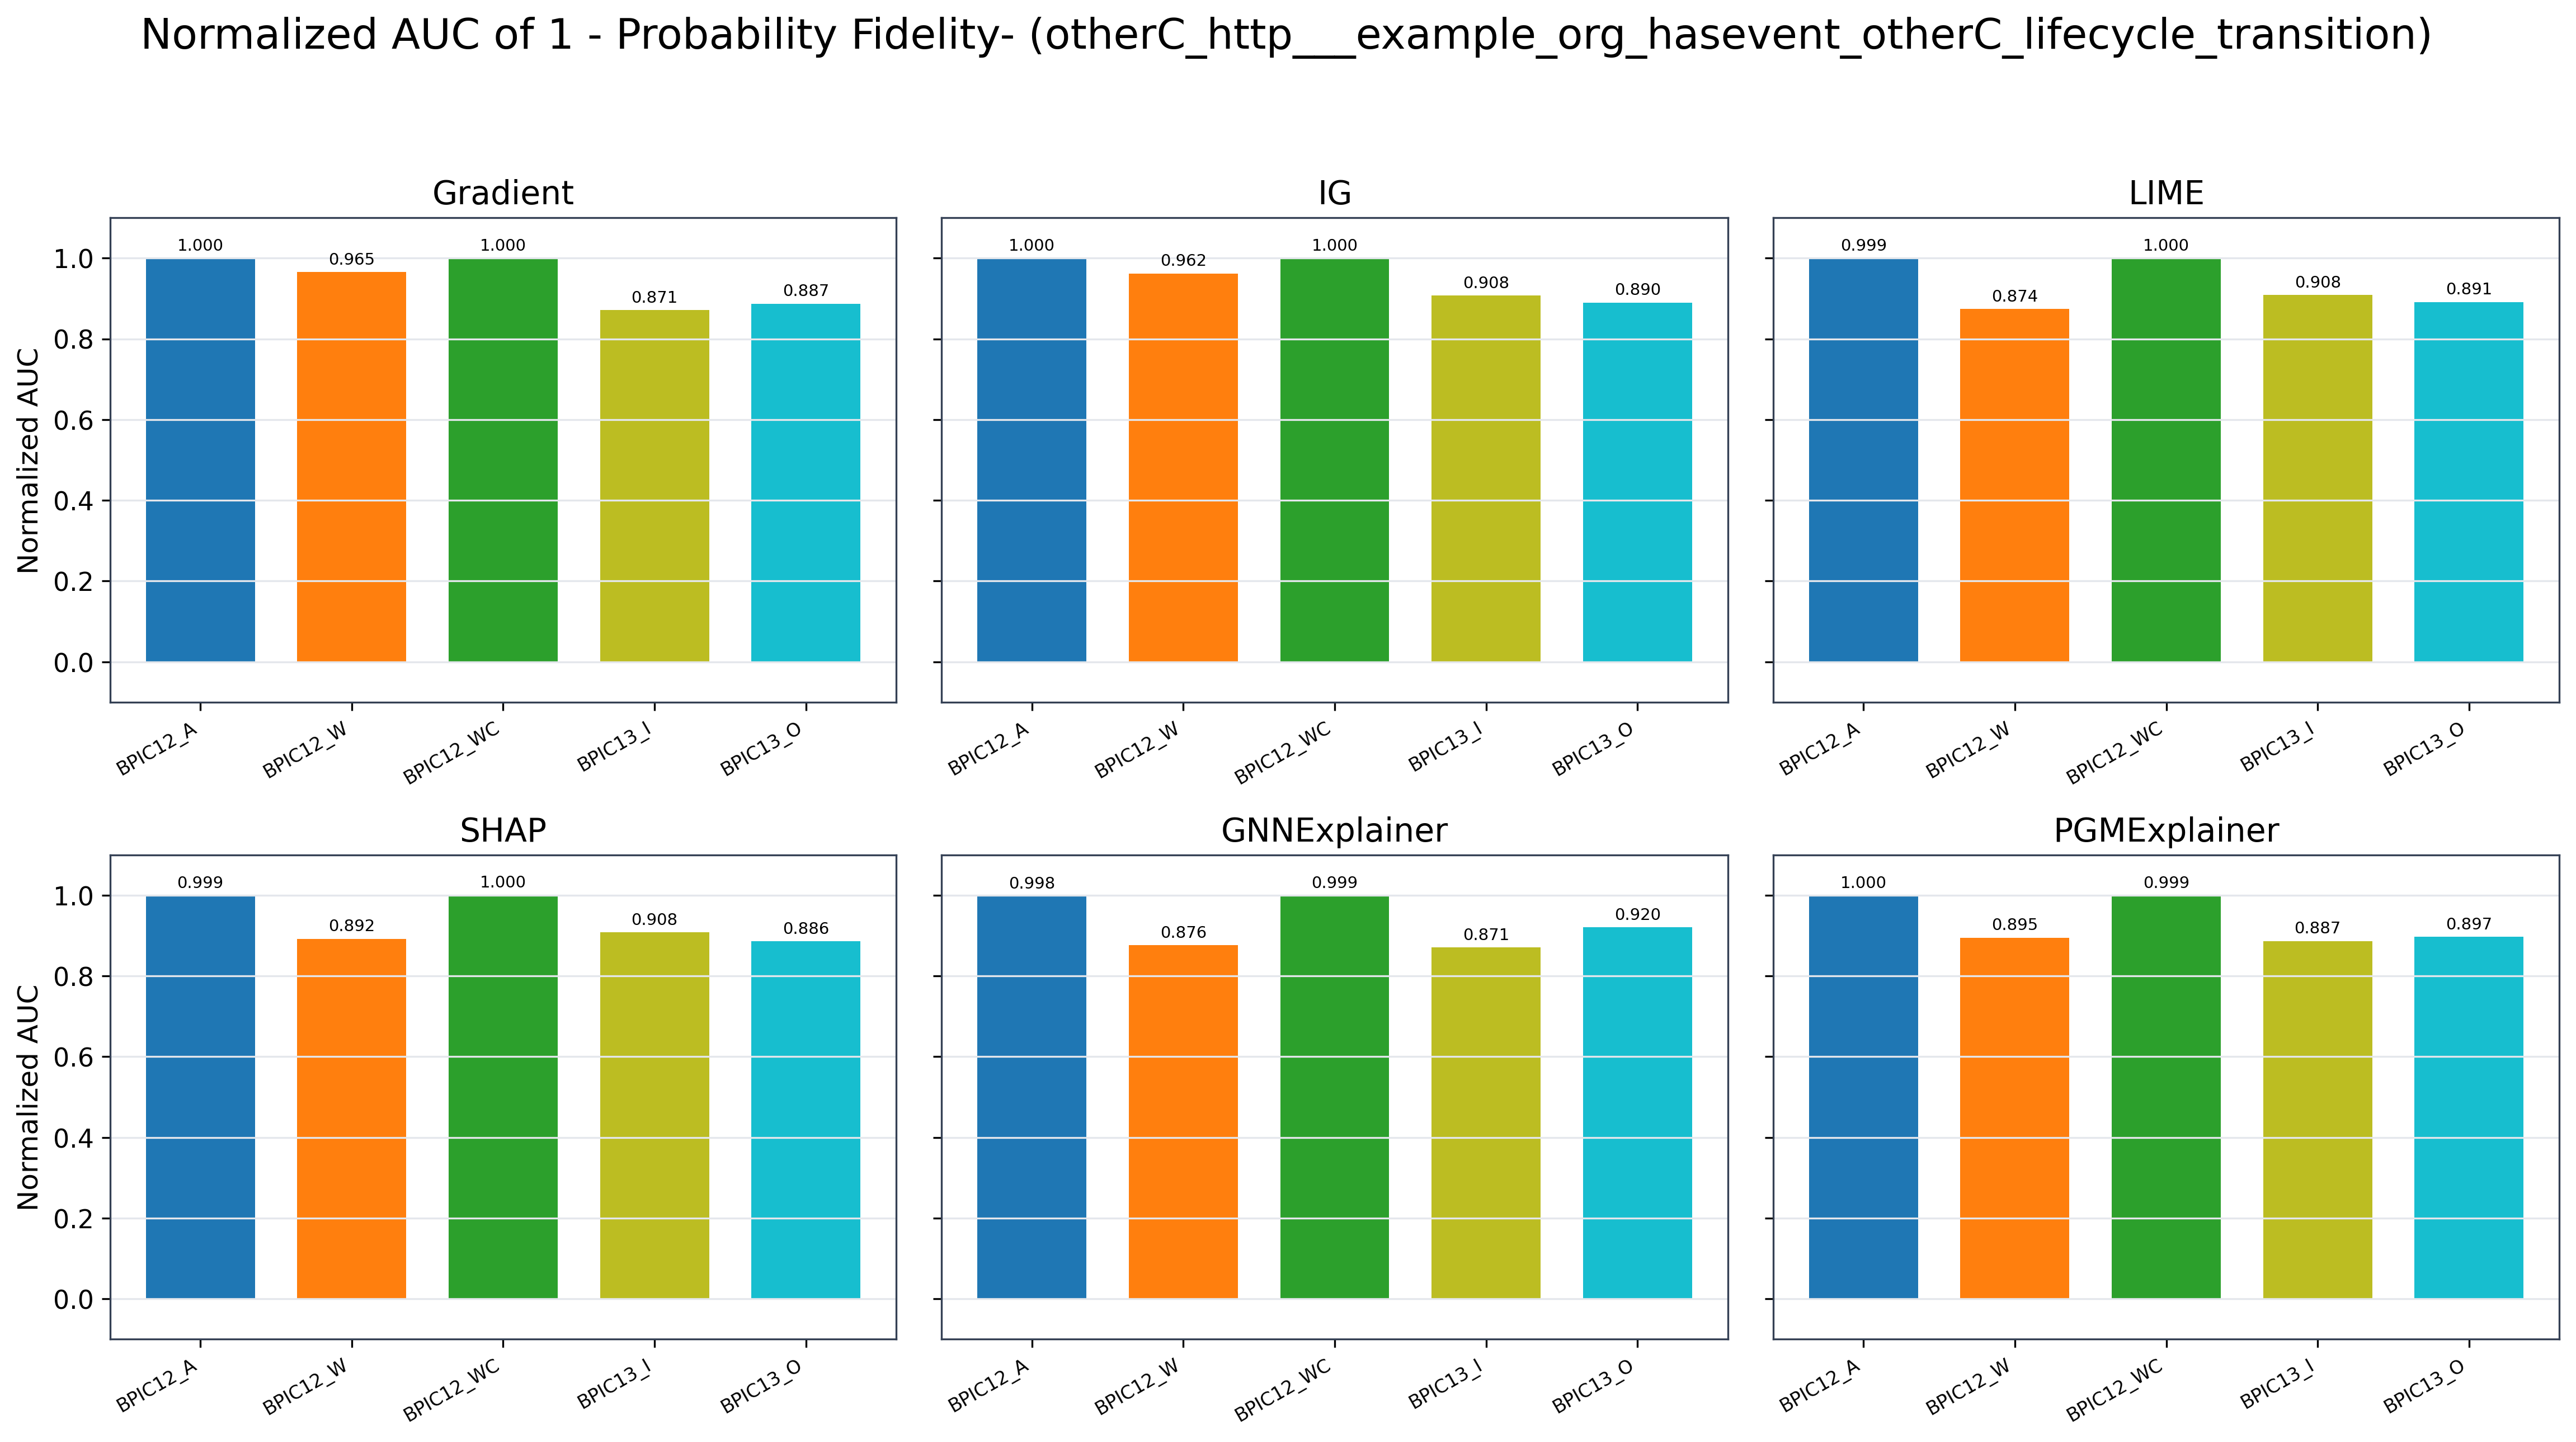 Normalized AUC of 1 - Probability Fidelity- (otherC_http___example_org_hasevent_otherC_lifecycle_transition)
Gradient
IG
LIME
Normalized AUC
1.0
0.8
0.6
0.4
0.2
0.0
1.000
0.965
1.000
0.871
0.887
1.000
0.962
1.000
0.908
0.890
0.999
0.874
1.000
0.908
0.891
BPIC12_A
BPIC12_W
BPIC12_WC
BPIC13_I
BPIC13_O
BPIC12_A
BPIC12_W
BPIC12_WC
BPIC13_I
BPIC13_O
BPIC12_A
BPIC12_W
BPIC12_WC
BPIC13_I
BPIC13_O
SHAP
GNNExplainer
PGMExplainer
Normalized AUC
1.0
0.8
0.6
0.4
0.2
0.0
0.999
0.892
1.000
0.908
0.886
0.998
0.876
0.999
0.871
0.920
1.000
0.895
0.999
0.887
0.897
BPIC12_A
BPIC12_W
BPIC12_WC
BPIC13_I
BPIC13_O
BPIC12_A
BPIC12_W
BPIC12_WC
BPIC13_I
BPIC13_O
BPIC12_A
BPIC12_W
BPIC12_WC
BPIC13_I
BPIC13_O